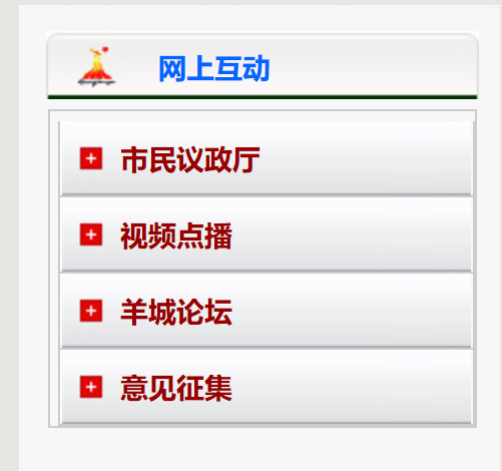 网上互动
市民议政厅
视频点播
羊城论坛
意见征集